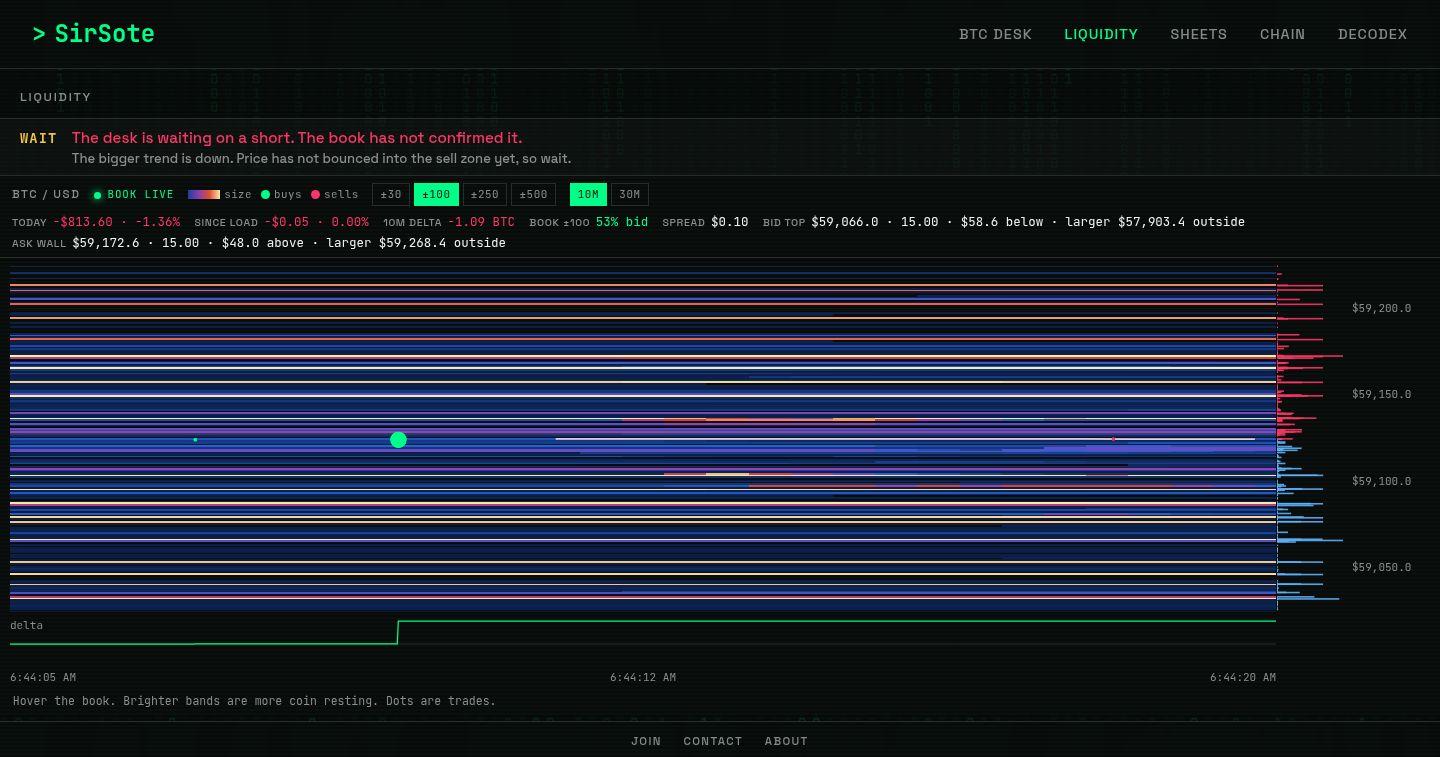 > SirSote
BTC DESK LIQUIDITY SHEETS CHAIN DECODEX
LIQUIDITY
WAIT The desk is waiting on a short. The book has not confirmed it.
The bigger trend is down. Price has not bounced into the sell zone yet, so wait.
BTC / USD BOOK LIVE size buys sells ±30 ±100 ±250 ±500 10M 30M
TODAY -$813.60 · -1.36% SINCE LOAD -$0.05 · 0.00% 10M DELTA -1.09 BTC BOOK ±100 53% bid SPREAD $0.10 BID TOP $59,066.0 · 15.00 · $58.6 below · larger $57,903.4 outside
ASK WALL $59,172.6 · 15.00 · $48.0 above · larger $59,268.4 outside
$59,200.0
$59,150.0
$59,100.0
$59,050.0
delta
6:44:05 AM 6:44:12 AM 6:44:20 AM
Hover the book. Brighter bands are more coin resting. Dots are trades.
JOIN CONTACT ABOUT